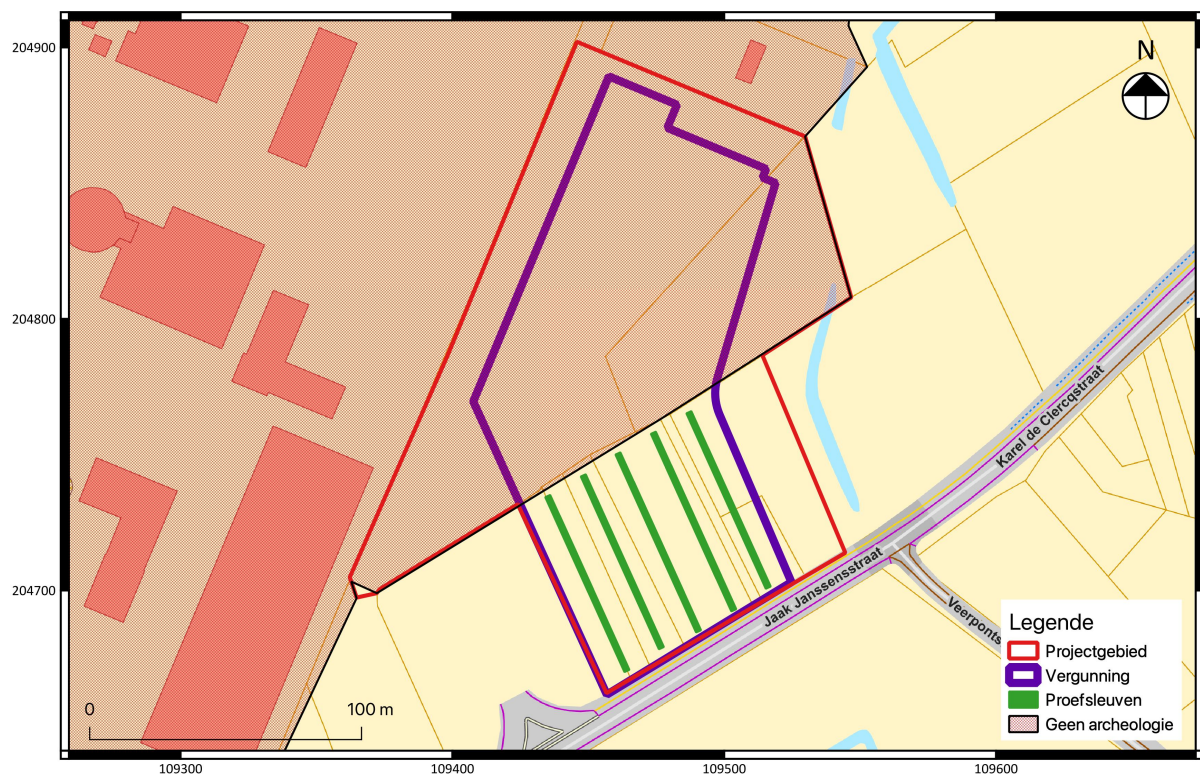 204900
204800
204700
N
Karel de Clercqstraat
Jaak Janssensstraat
Veerponts
Legende
Projectgebied
Vergunning
Proefsleuven
Geen archeologie
0
100 m
109300
109400
109500
109600